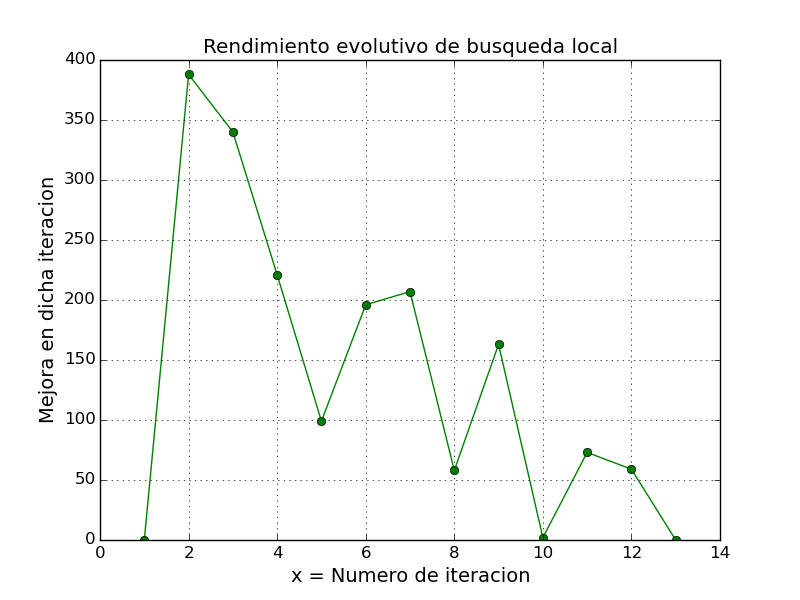 Rendimiento evolutivo de busqueda local
Mejora en dicha iteracion
400
350
300
250
200
150
100
50
0
0 2 4 6 8 10 12 14
x = Numero de iteracion